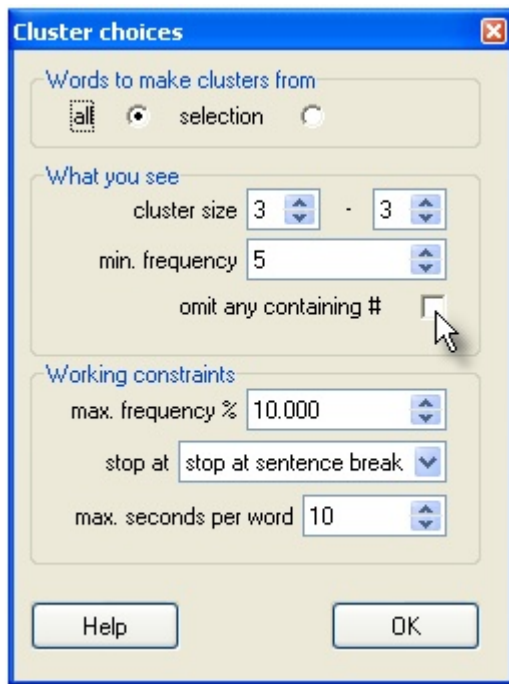 Cluster choices
Words to make clusters from
all selection
What you see
cluster size 3 - 3
min. frequency 5
omit any containing #
Working constraints
max. frequency % 10.000
stop at stop at sentence break
max. seconds per word 10
Help OK